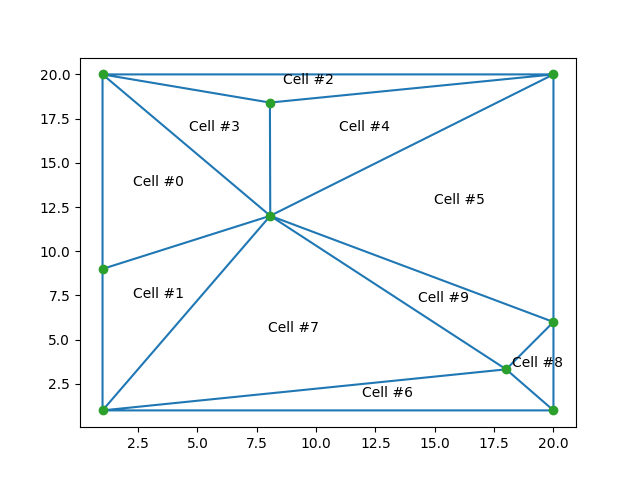 20.0
Cell #2
17.5
Cell #3
Cell #4
15.0
Cell #0
Cell #5
12.5
10.0
Cell #1
Cell #9
7.5
Cell #7
5.0
Cell #8
2.5
Cell #6
2.5 5.0 7.5 10.0 12.5 15.0 17.5 20.0